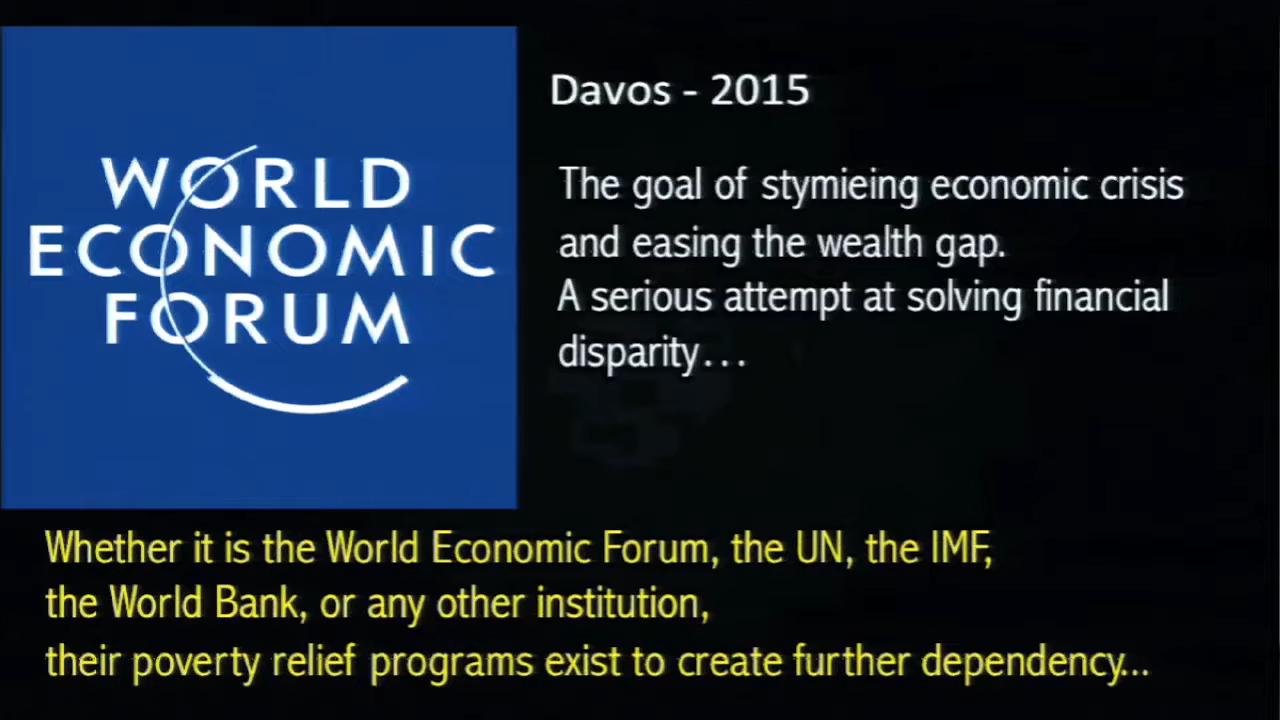 WORLD
ECONOMIC
FORUM
Davos - 2015
The goal of stymieing economic crisis
and easing the wealth gap.
A serious attempt at solving financial
disparity...
Whether it is the World Economic Forum, the UN, the IMF,
the World Bank, or any other institution,
their poverty relief programs exist to create further dependency...